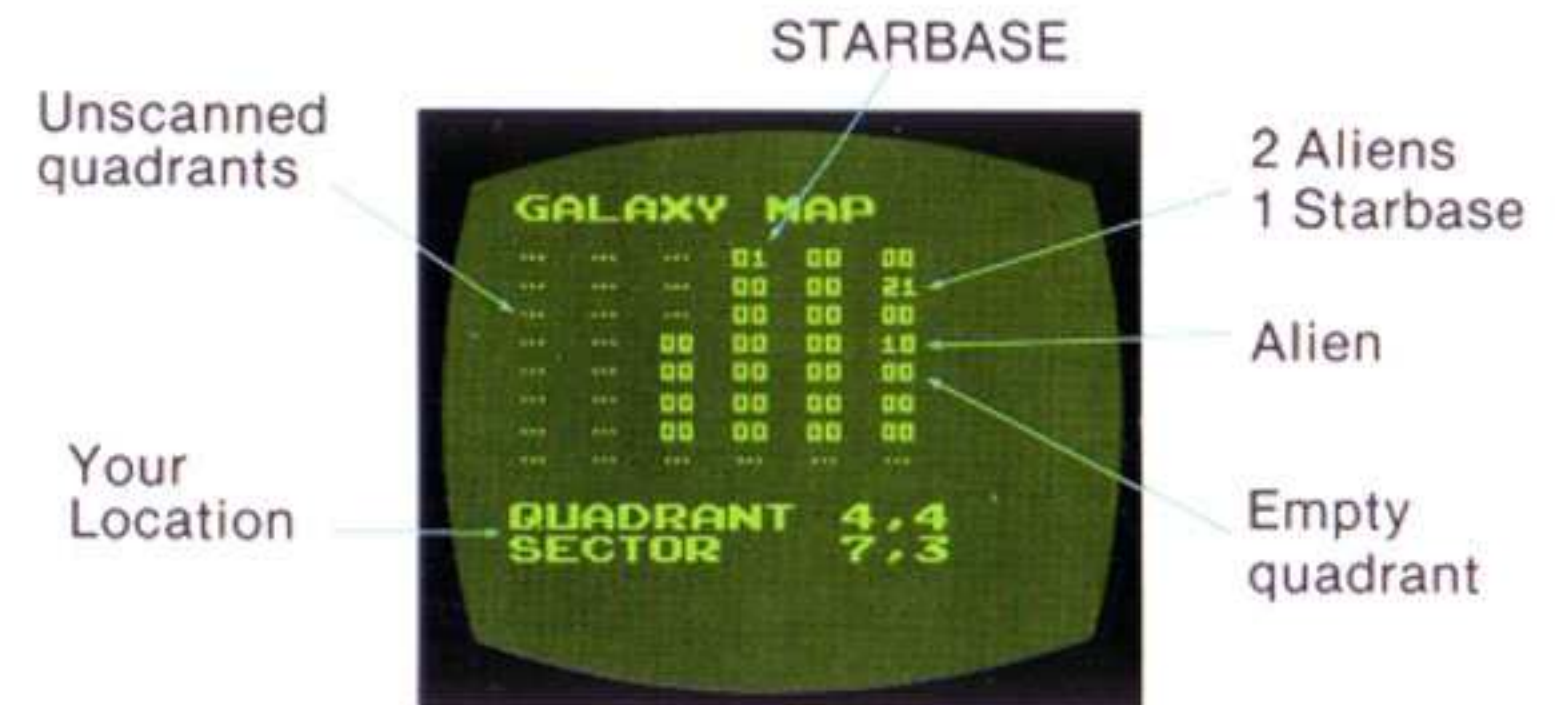 STARBASE
Unscanned
quadrants
2 Aliens
1 Starbase
GALAXY MAP
--- --- --- 01 00 00
--- --- --- 00 00 21
--- --- --- 00 00 00
--- --- 00 00 00 10
--- --- 00 00 00 00
--- --- 00 00 00 00
--- --- 00 00 00 00
--- --- --- --- --- ---
Alien
Your
Location
QUADRANT 4,4
SECTOR 7,3
Empty
quadrant